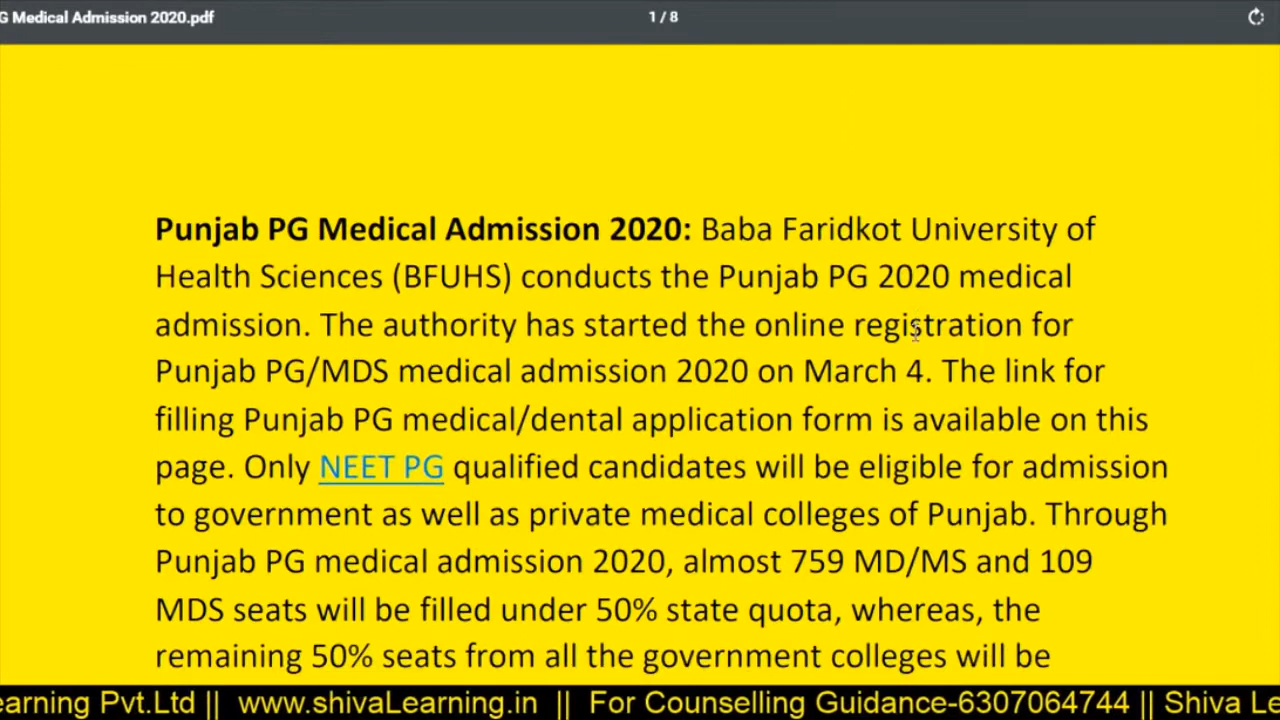 G Medical Admission 2020.pdf
1 / 8
Punjab PG Medical Admission 2020: Baba Faridkot University of
Health Sciences (BFUHS) conducts the Punjab PG 2020 medical
admission. The authority has started the online registration for
Punjab PG/MDS medical admission 2020 on March 4. The link for
filling Punjab PG medical/dental application form is available on this
page. Only NEET PG qualified candidates will be eligible for admission
to government as well as private medical colleges of Punjab. Through
Punjab PG medical admission 2020, almost 759 MD/MS and 109
MDS seats will be filled under 50% state quota, whereas, the
remaining 50% seats from all the government colleges will be
earning Pvt.Ltd || www.shivaLearning.in || For Counselling Guidance-6307064744 || Shiva Le